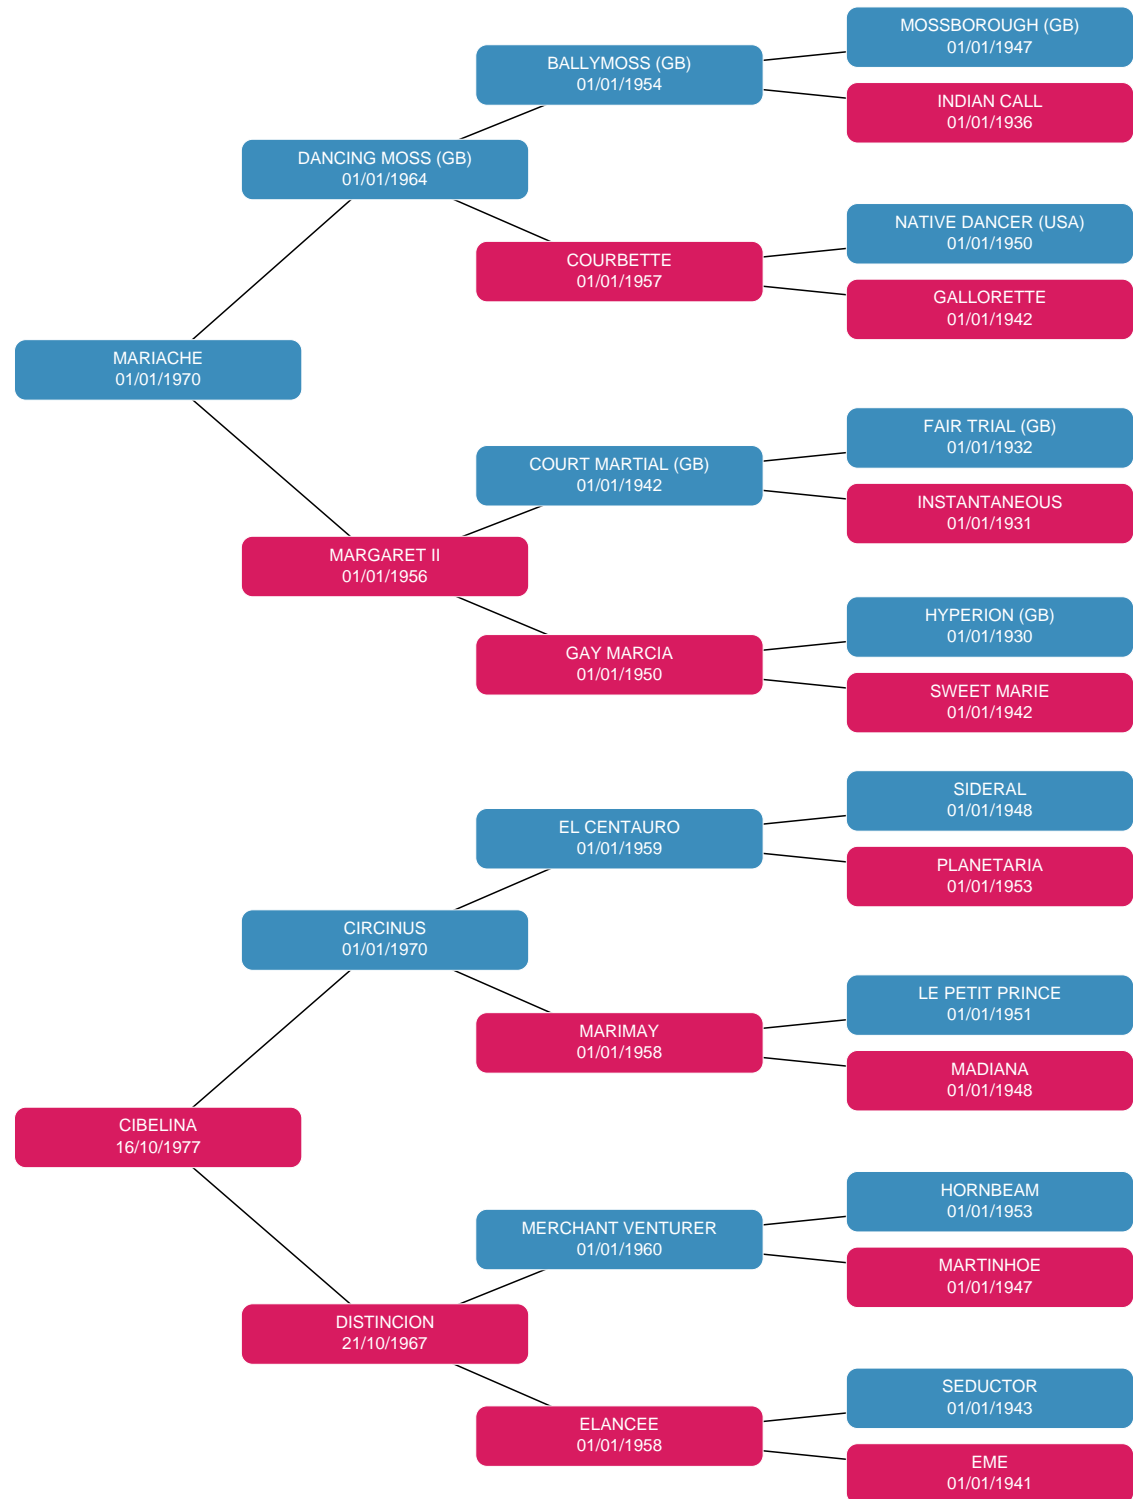 MOSSBOROUGH (GB)
01/01/1947
BALLYMOSS (GB)
01/01/1954
INDIAN CALL
01/01/1936
DANCING MOSS (GB)
01/01/1964
NATIVE DANCER (USA)
01/01/1950
COURBETTE
01/01/1957
GALLORETTE
01/01/1942
MARIACHE
01/01/1970
FAIR TRIAL (GB)
01/01/1932
COURT MARTIAL (GB)
01/01/1942
INSTANTANEOUS
01/01/1931
MARGARET II
01/01/1956
HYPERION (GB)
01/01/1930
GAY MARCIA
01/01/1950
SWEET MARIE
01/01/1942
SIDERAL
01/01/1948
EL CENTAURO
01/01/1959
PLANETARIA
01/01/1953
CIRCINUS
01/01/1970
LE PETIT PRINCE
01/01/1951
MARIMAY
01/01/1958
MADIANA
01/01/1948
CIBELINA
16/10/1977
HORNBEAM
01/01/1953
MERCHANT VENTURER
01/01/1960
MARTINHOE
01/01/1947
DISTINCION
21/10/1967
SEDUCTOR
01/01/1943
ELANCEE
01/01/1958
EME
01/01/1941